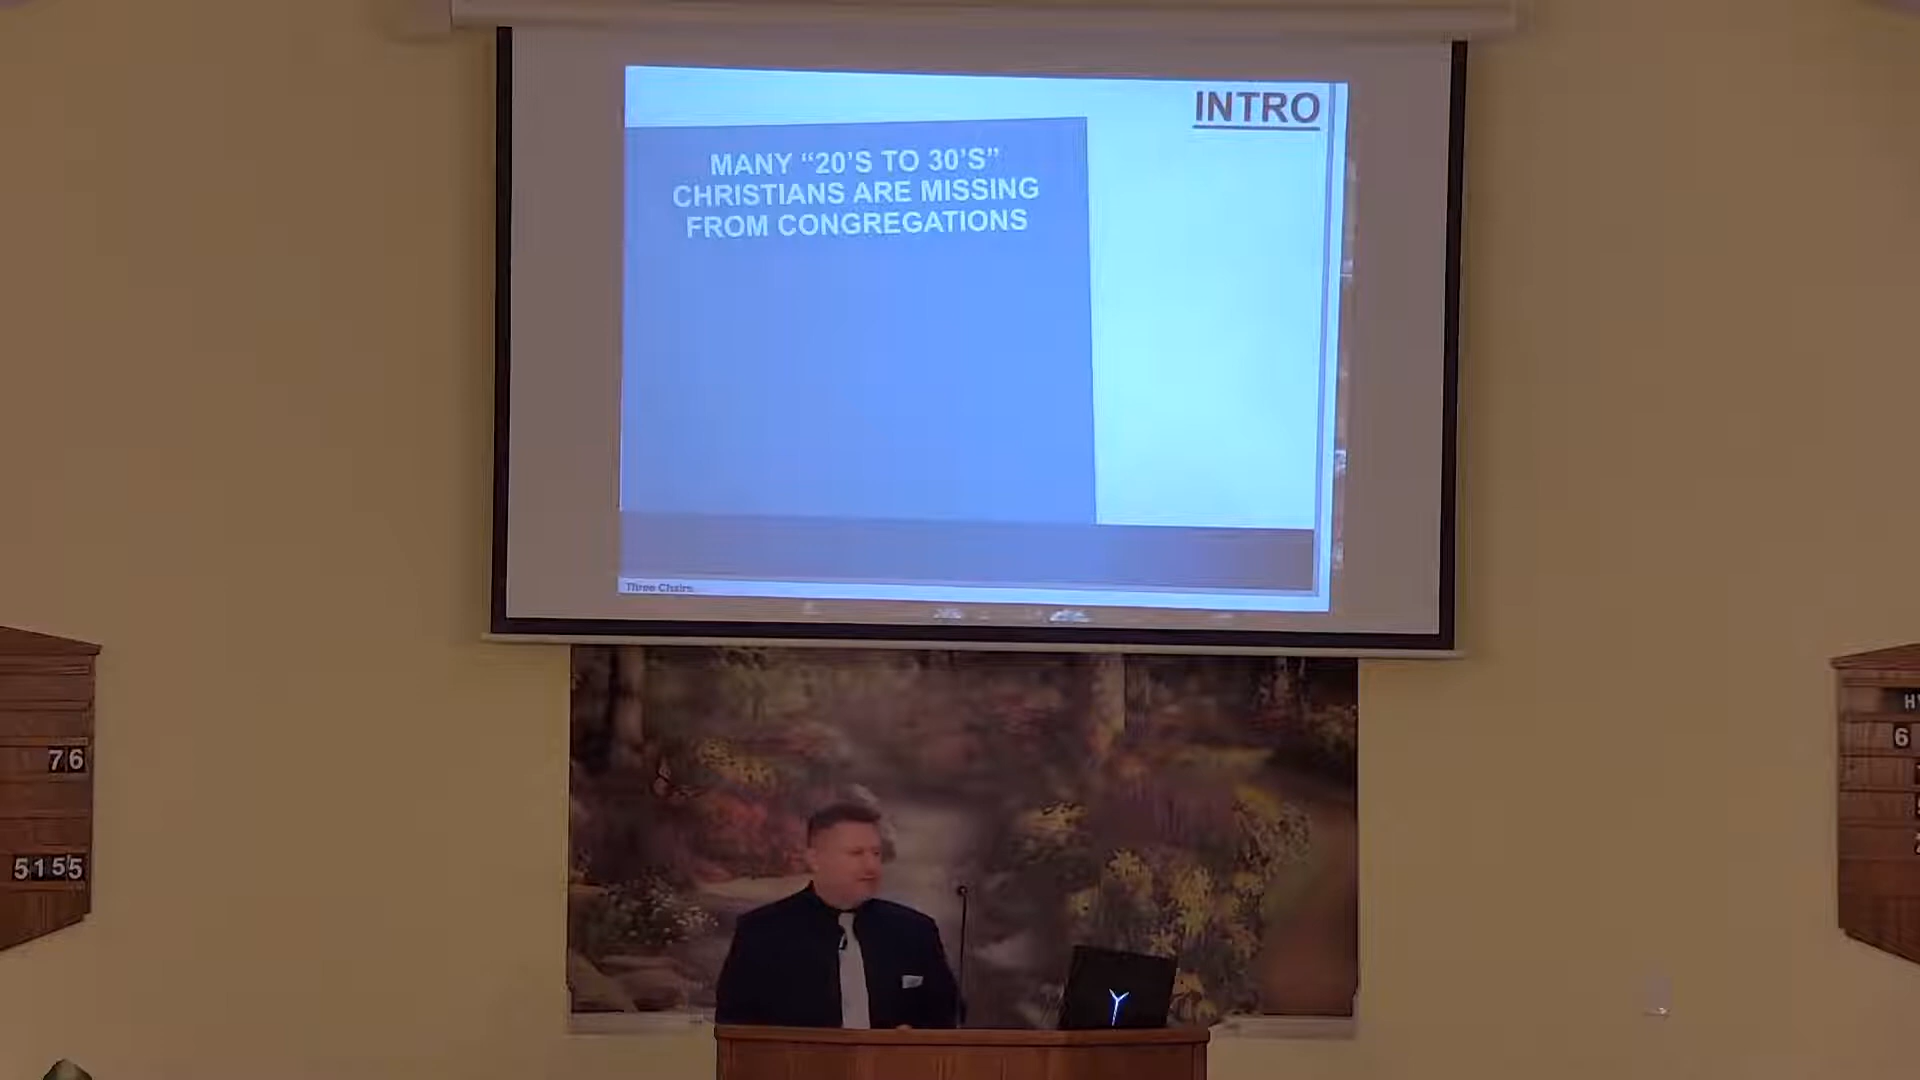 INTRO
MANY “20’S TO 30’S”
CHRISTIANS ARE MISSING
FROM CONGREGATIONS
Three Chairs
76
5155
H
6